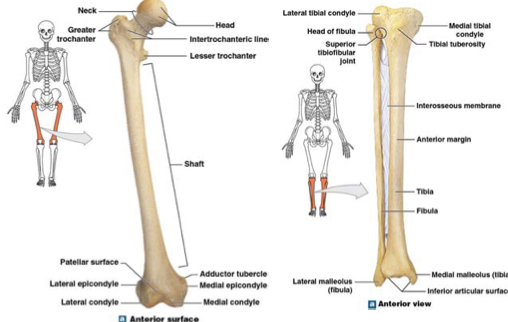 Neck
Head
Greater
trochanter
Intertrochanteric line
Lesser trochanter
Shaft
Patellar surface
Adductor tubercle
Lateral epicondyle
Medial epicondyle
Lateral condyle
Medial condyle
a Anterior surface
Lateral tibial condyle
Medial tibial
condyle
Head of fibula
Tibial tuberosity
Superior
tibiofibular
joint
Interosseous membrane
Anterior margin
Tibia
Fibula
Lateral malleolus
(fibula)
Medial malleolus (tibia
Inferior articular surface
a Anterior view